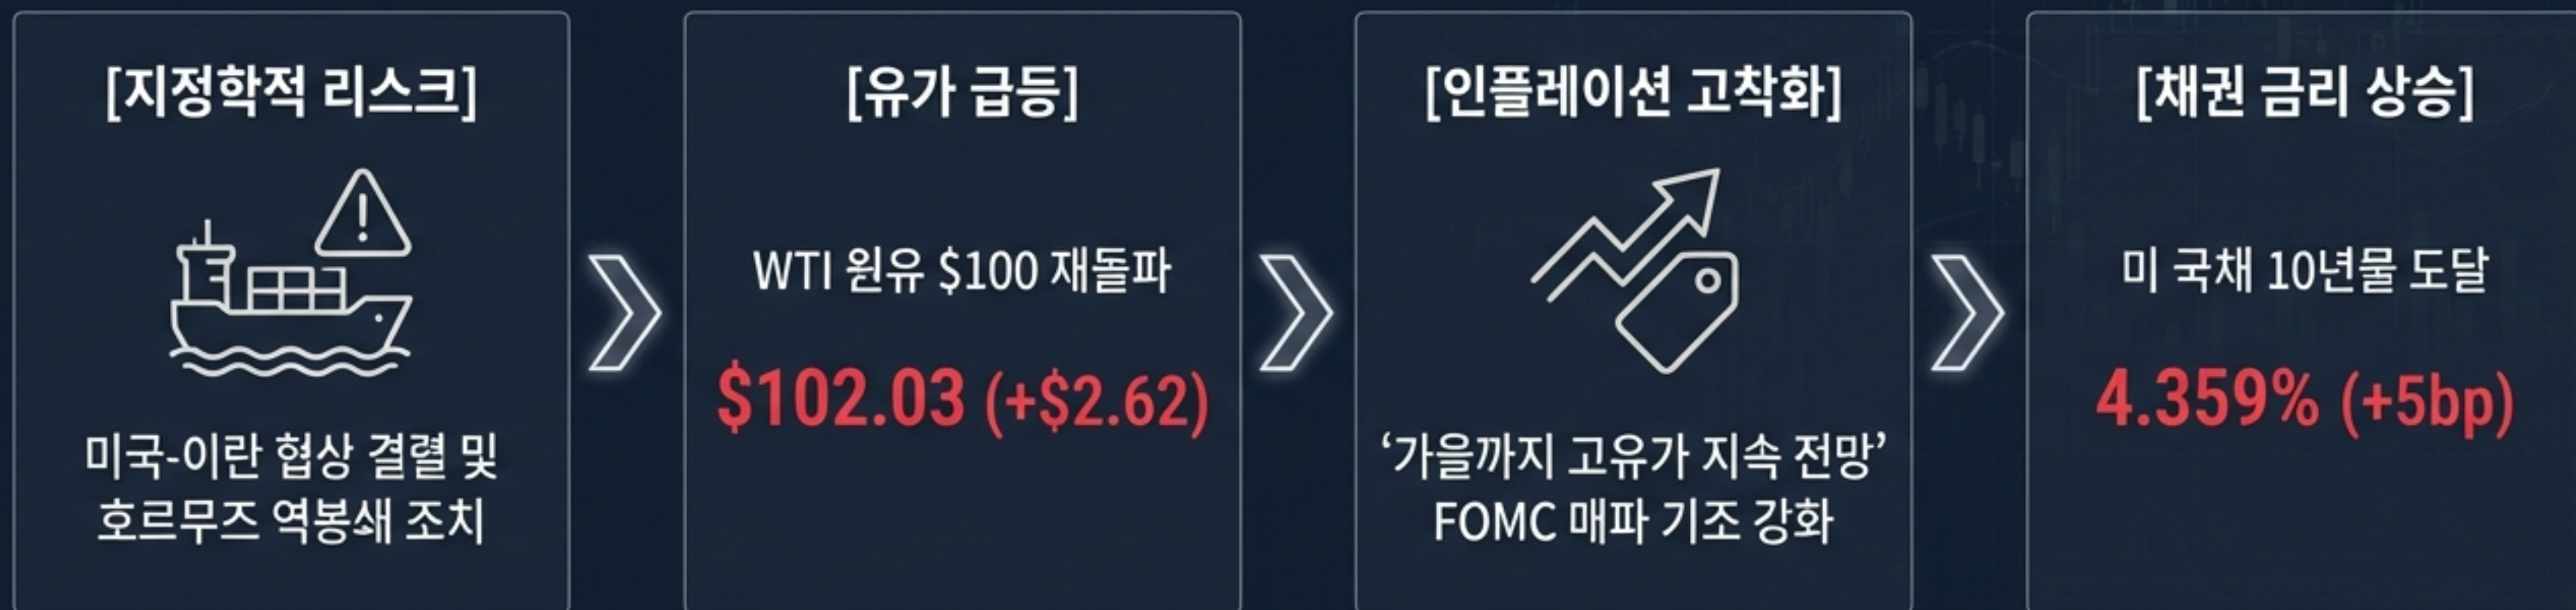 [지정학적 리스크]
미국-이란 협상 결렬 및
호르무즈 역봉쇄 조치
[유가 급등]
WTI 원유 $100 재돌파
$102.03 (+$2.62)
[인플레이션 고착화]
‘가을까지 고유가 지속 전망’
FOMC 매파 기조 강화
[채권 금리 상승]
미 국채 10년물 도달
4.359% (+5bp)